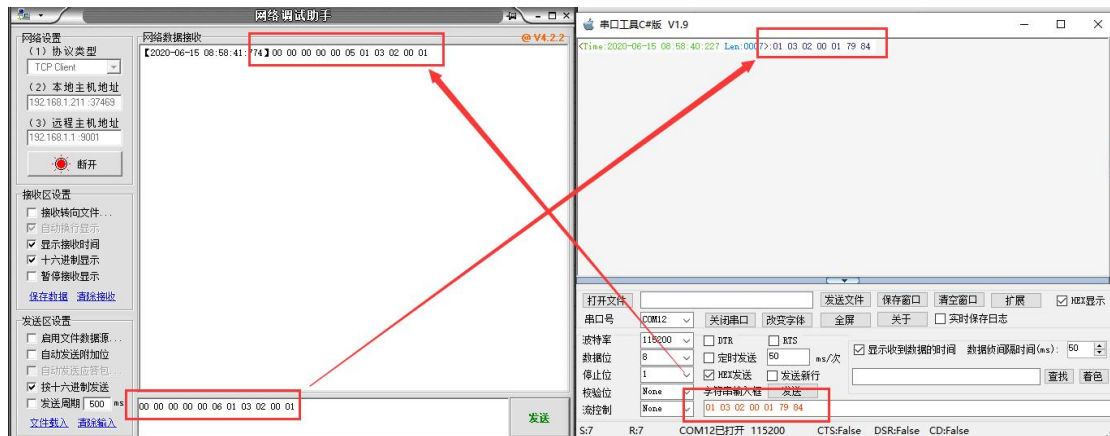 网络调试助手
网络设置
(1) 协议类型
TCP Client
(2) 本地主机地址
192.168.1.211 :37469
(3) 远程主机地址
192.168.1.1 :9001
断开
接收区设置
接收转向文件...
自动换行显示
显示接收时间
十六进制显示
暂停接收显示
保存数据 清除接收
发送区设置
启用文件数据源...
自动发送附加位
自动发送应答包...
按十六进制发送
发送周期 500 ms
文件载入 清除输入
网络数据接收
@ V4.2.2
【2020-06-15 08:58:41:774】00 00 00 00 00 05 01 03 02 00 01
00 00 00 00 00 06 01 03 02 00 01
发送
串口工具C#版 V1.9
<Time:2020-06-15 08:58:40:227 Len:0007>:01 03 02 00 01 79 84
打开文件 发送文件 保存窗口 清空窗口 扩展 HEX显示
串口号 COM12 关闭串口 改变字体 全屏 关于 实时保存日志
波特率 115200 DTR RTS
数据位 8 定时发送 50 ms/次 显示收到数据的时间 数据侦间隔时间(ms): 50
停止位 1 HEX发送 发送新行 查找 着色
校验位 None 字符串输入框 发送
流控制 None 01 03 02 00 01 79 84
S:7 R:7 COM12已打开 115200 CTS:False DSR:False CD:False